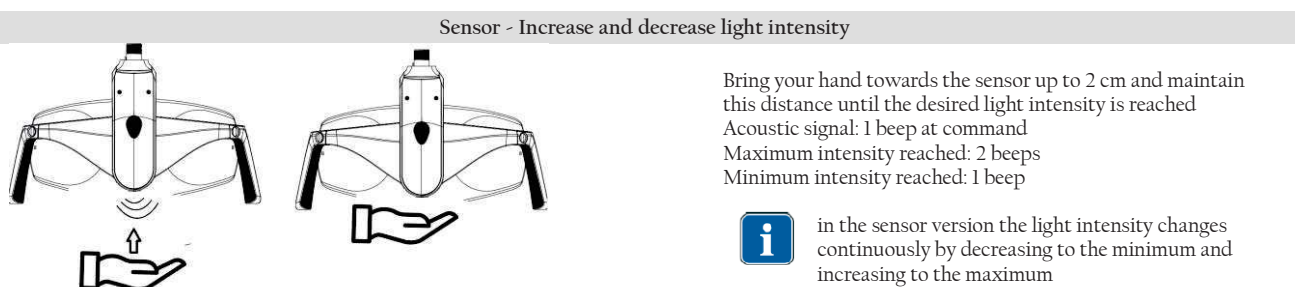 Sensor - Increase and decrease light intensity
Bring your hand towards the sensor up to 2 cm and maintain
this distance until the desired light intensity is reached
Acoustic signal: 1 beep at command
Maximum intensity reached: 2 beeps
Minimum intensity reached: 1 beep
i
in the sensor version the light intensity changes
continuously by decreasing to the minimum and
increasing to the maximum